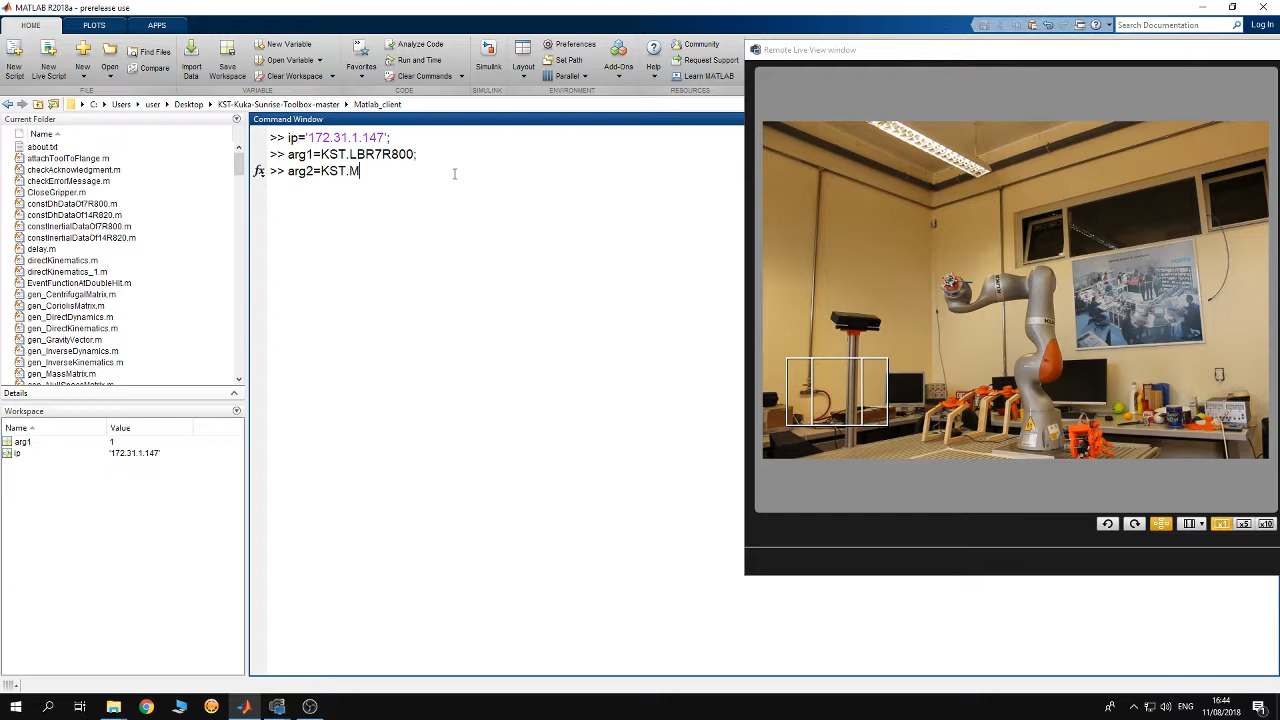 MATLAB R2018a - prerelease use
HOME
PLOTS
APPS
Search Documentation
Log In
New Script
New Live Script
New
Open
Find Files
Compare
Import Data
Save Workspace
New Variable
Open Variable
Clear Workspace
Favorites
Analyze Code
Run and Time
Clear Commands
Simulink
Layout
Preferences
Set Path
Parallel
Add-Ons
Help
Community
Request Support
Learn MATLAB
FILE
VARIABLE
CODE
SIMULINK
ENVIRONMENT
RESOURCES
C: Users user Desktop KST-Kuka-Sunrise-Toolbox-master Matlab_client
Current Folder
Name
about.txt
attachToolToFlange.m
checkAcknowledgment.m
checkErrorMessage.m
CloseGripper.m
constDhDataOf7R800.m
constDhDataOf14R820.m
constInertialDataOf7R800.m
constInertialDataOf14R820.m
delay.m
directKinematics.m
directKinematics_1.m
EventFunctionAtDoubleHit.m
gen_CentrifugalMatrix.m
gen_CoriolisMatrix.m
gen_DirectDynamics.m
gen_DirectKinematics.m
gen_GravityVector.m
gen_InverseDynamics.m
gen_InverseKinematics.m
gen_MassMatrix.m
gen_NullSpaceMatrix.m
Details
Workspace
Name Value
arg1 1
ip '172.31.1.147'
Command Window
>> ip='172.31.1.147';
>> arg1=KST.LBR7R800;
fx >> arg2=KST.M
Remote Live View window
KUKA
KUKA
x1
x5
x10
ENG
16:44
11/08/2018